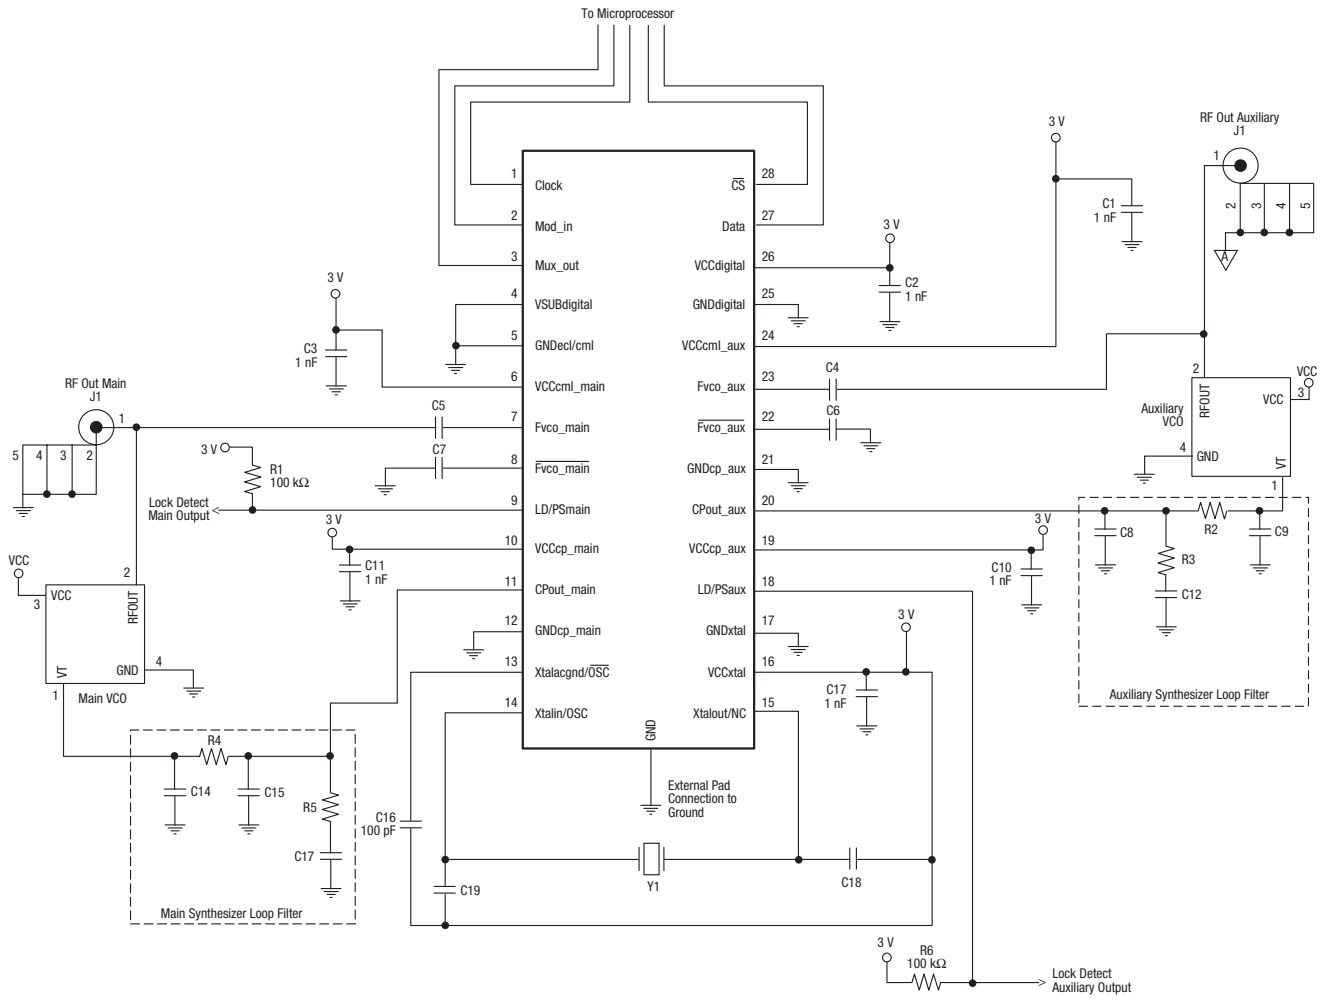 To Microprocessor
3 V
RF Out Auxiliary
J1
1
2
3
4
5
A
C1
1 nF
1
Clock
CS
28
2
Mod_in
Data
27
3
Mux_out
VCCdigital
26
3 V
C2
1 nF
4
VSUBdigital
GNDdigital
25
5
GNDecl/cml
VCCcml_aux
24
3 V
C3
1 nF
6
VCCcml_main
Fvco_aux
23
C4
RF Out Main
J1
1
5
4
3
2
C5
7
Fvco_main
Fvco_aux
22
C6
C7
8
Fvco_main
GNDcp_aux
21
3 V
R1
100 kΩ
Lock Detect
Main Output
9
LD/PSmain
CPout_aux
20
3 V
C11
1 nF
10
VCCcp_main
VCCcp_aux
19
3 V
C10
1 nF
11
CPout_main
LD/PSaux
18
12
GNDcp_main
GNDxtal
17
13
Xtalacgnd/OSC
VCCxtal
16
3 V
C17
1 nF
14
Xtalin/OSC
Xtalout/NC
15
GND
External Pad
Connection to
Ground
2
RFOUT
VCC
3
VCC
Auxiliary
VCO
4
GND
VT
1
C8
R2
C9
R3
C12
Auxiliary Synthesizer Loop Filter
VCC
3
VCC
2
RFOUT
VT
GND
4
1
Main VCO
R4
C14
C15
R5
C17
Main Synthesizer Loop Filter
C16
100 pF
C19
Y1
C18
3 V
R6
100 kΩ
Lock Detect
Auxiliary Output